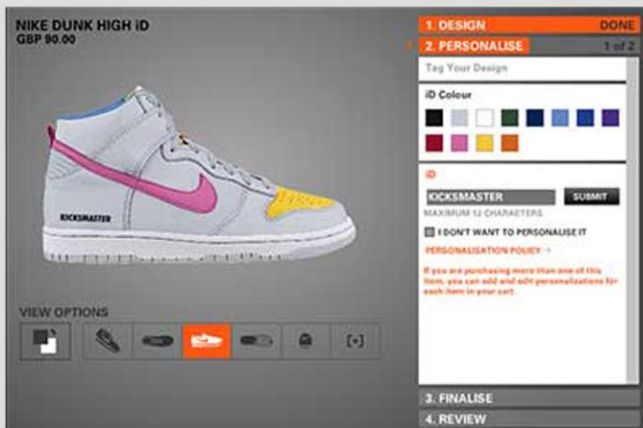 NIKE DUNK HIGH iD
GBP 90.00
KICKSMASTER
VIEW OPTIONS
[+]
1. DESIGN DONE
2. PERSONALISE 1 of 2
Tag Your Design
iD Colour
iD
KICKSMASTER SUBMIT
MAXIMUM 12 CHARACTERS
I DON'T WANT TO PERSONALISE IT
PERSONALISATION POLICY
If you are purchasing more than one of this
item, you can add and edit personalizations for
each item in your cart.
3. FINALISE
4. REVIEW